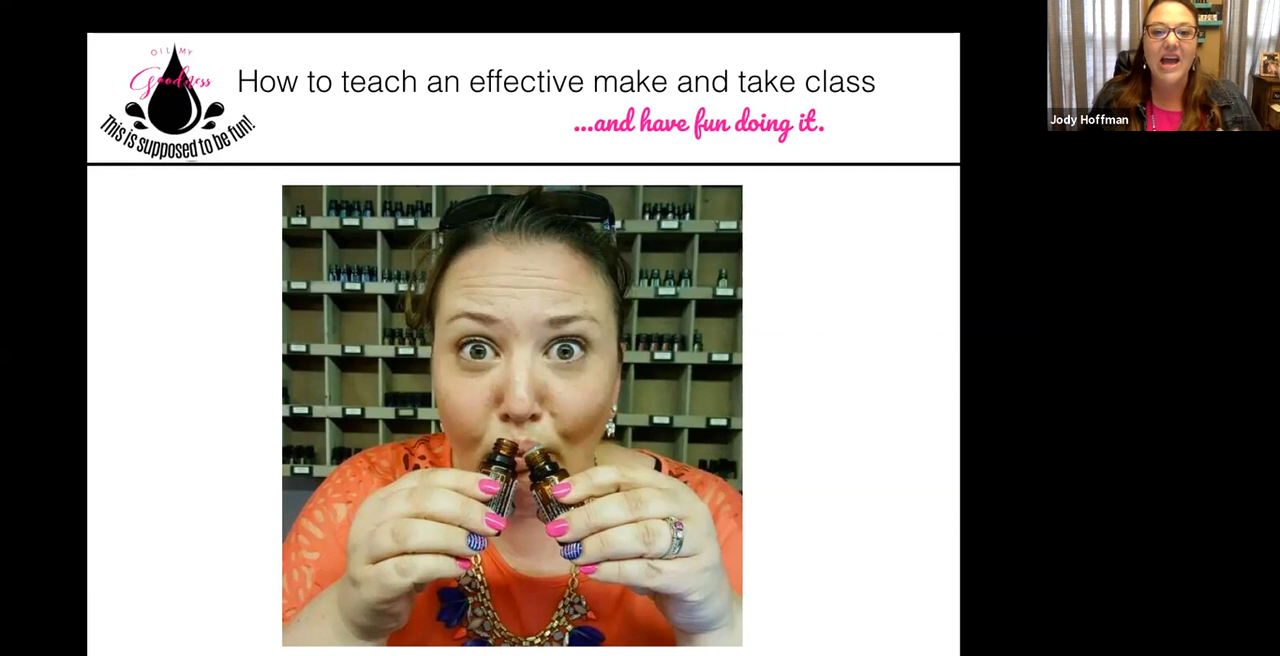 OIL MY
Goodness
This is supposed to be fun!
How to teach an effective make and take class
...and have fun doing it.
Jody Hoffman